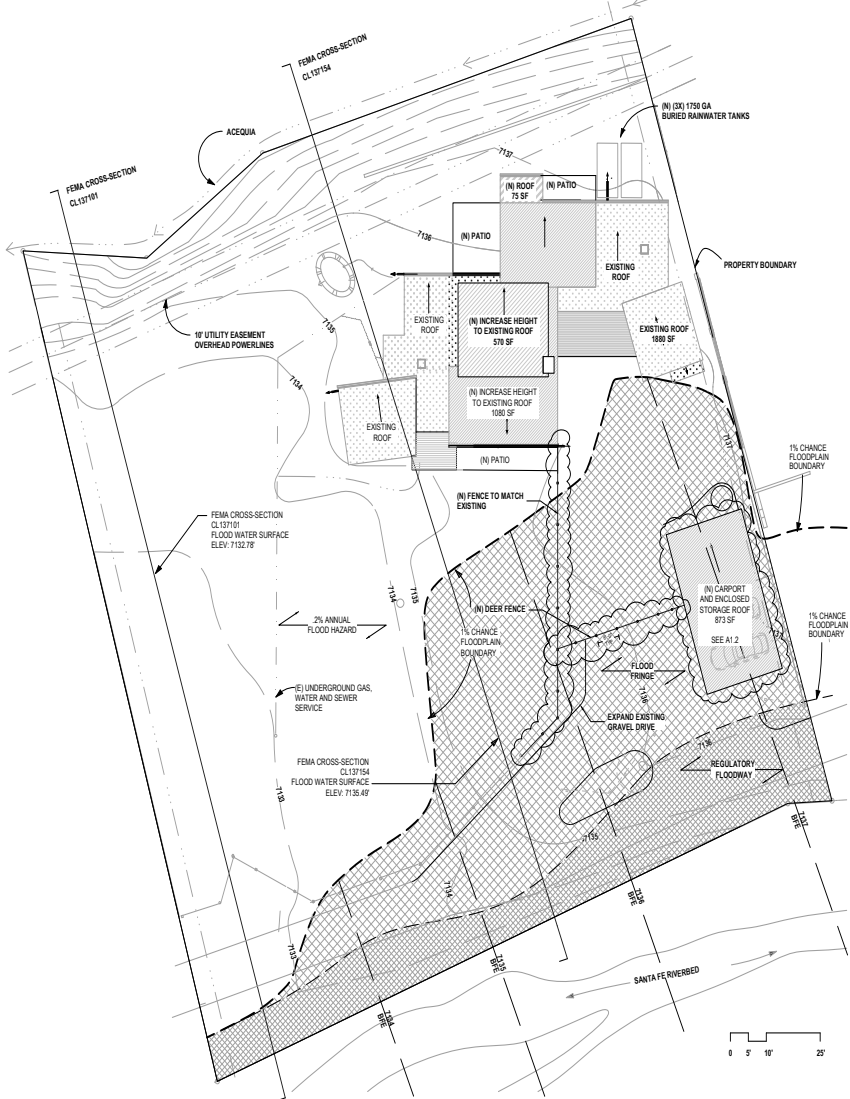 FEMA CROSS-SECTION
CL137154
(N) (3X) 1750 GA
BURIED RAINWATER TANKS
ACEQUIA
7137
FEMA CROSS-SECTION
CL137101
(N) ROOF
75 SF
(N) PATIO
(N) PATIO
7136
EXISTING
ROOF
PROPERTY BOUNDARY
10' UTILITY EASEMENT
OVERHEAD POWERLINES
7135
EXISTING
ROOF
(N) INCREASE HEIGHT
TO EXISTING ROOF
570 SF
EXISTING ROOF
1880 SF
7134
(N) INCREASE HEIGHT
TO EXISTING ROOF
1080 SF
EXISTING
ROOF
7137
(N) PATIO
1% CHANCE
FLOODPLAIN
BOUNDARY
(N) FENCE TO MATCH
EXISTING
FEMA CROSS-SECTION
CL137101
FLOOD WATER SURFACE
ELEV: 7132.78'
7134
7135
(N) CARPORT
AND ENCLOSED
STORAGE ROOF
873 SF
SEE A1.2
(N) DEER FENCE
.2% ANNUAL
FLOOD HAZARD
1% CHANCE
FLOODPLAIN
BOUNDARY
1% CHANCE
FLOODPLAIN
BOUNDARY
7137
FLOOD
FRINGE
(E) UNDERGROUND GAS,
WATER AND SEWER
SERVICE
7136
EXPAND EXISTING
GRAVEL DRIVE
7136
FEMA CROSS-SECTION
CL137154
FLOOD WATER SURFACE
ELEV: 7135.49'
REGULATORY
FLOODWAY
7133
7137
BFE
7135
7134
7136
BFE
7133
7135
BFE
SANTA FE RIVERBED
7134
BFE
0 5' 10' 25'